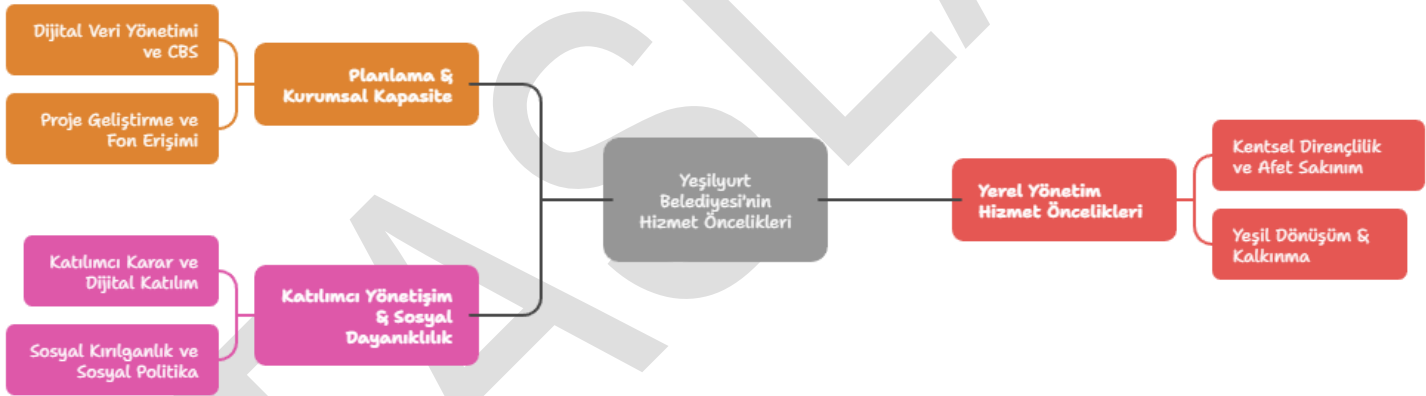 Dijital Veri Yönetimi
ve CBS
Proje Geliştirme ve
Fon Erişimi
Planlama &
Kurumsal Kapasite
Katılımcı Karar ve
Dijital Katılım
Sosyal Kırılganlık ve
Sosyal Politika
Katılımcı Yönetişim
& Sosyal
Dayanıklılık
Yeşilyurt
Belediyesi'nin
Hizmet Öncelikleri
Yerel Yönetim
Hizmet Öncelikleri
Kentsel Dirençlilik
ve Afet Sakınım
Yeşil Dönüşüm &
Kalkınma